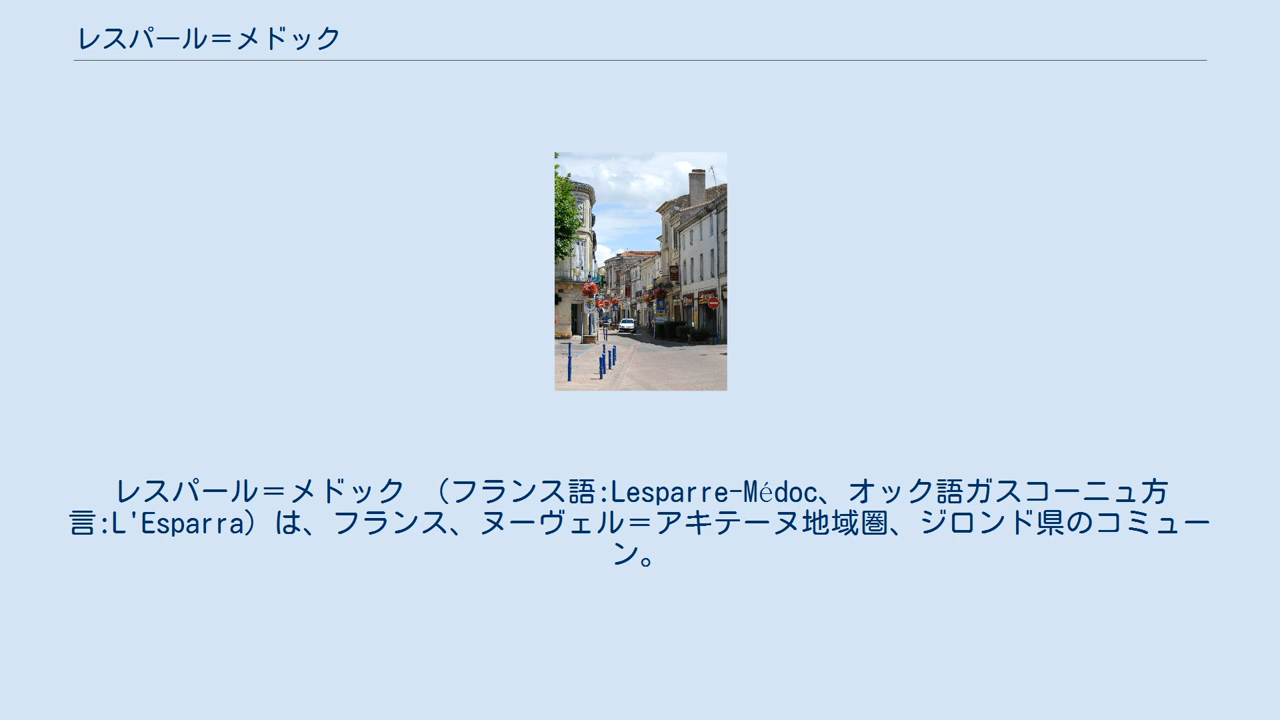 レスパール＝メドック
レスパール＝メドック　（フランス語:Lesparre-Médoc、オック語ガスコーニュ方
言:L'Esparra）は、フランス、ヌーヴェル＝アキテーヌ地域圏、ジロンド県のコミュー
ン。